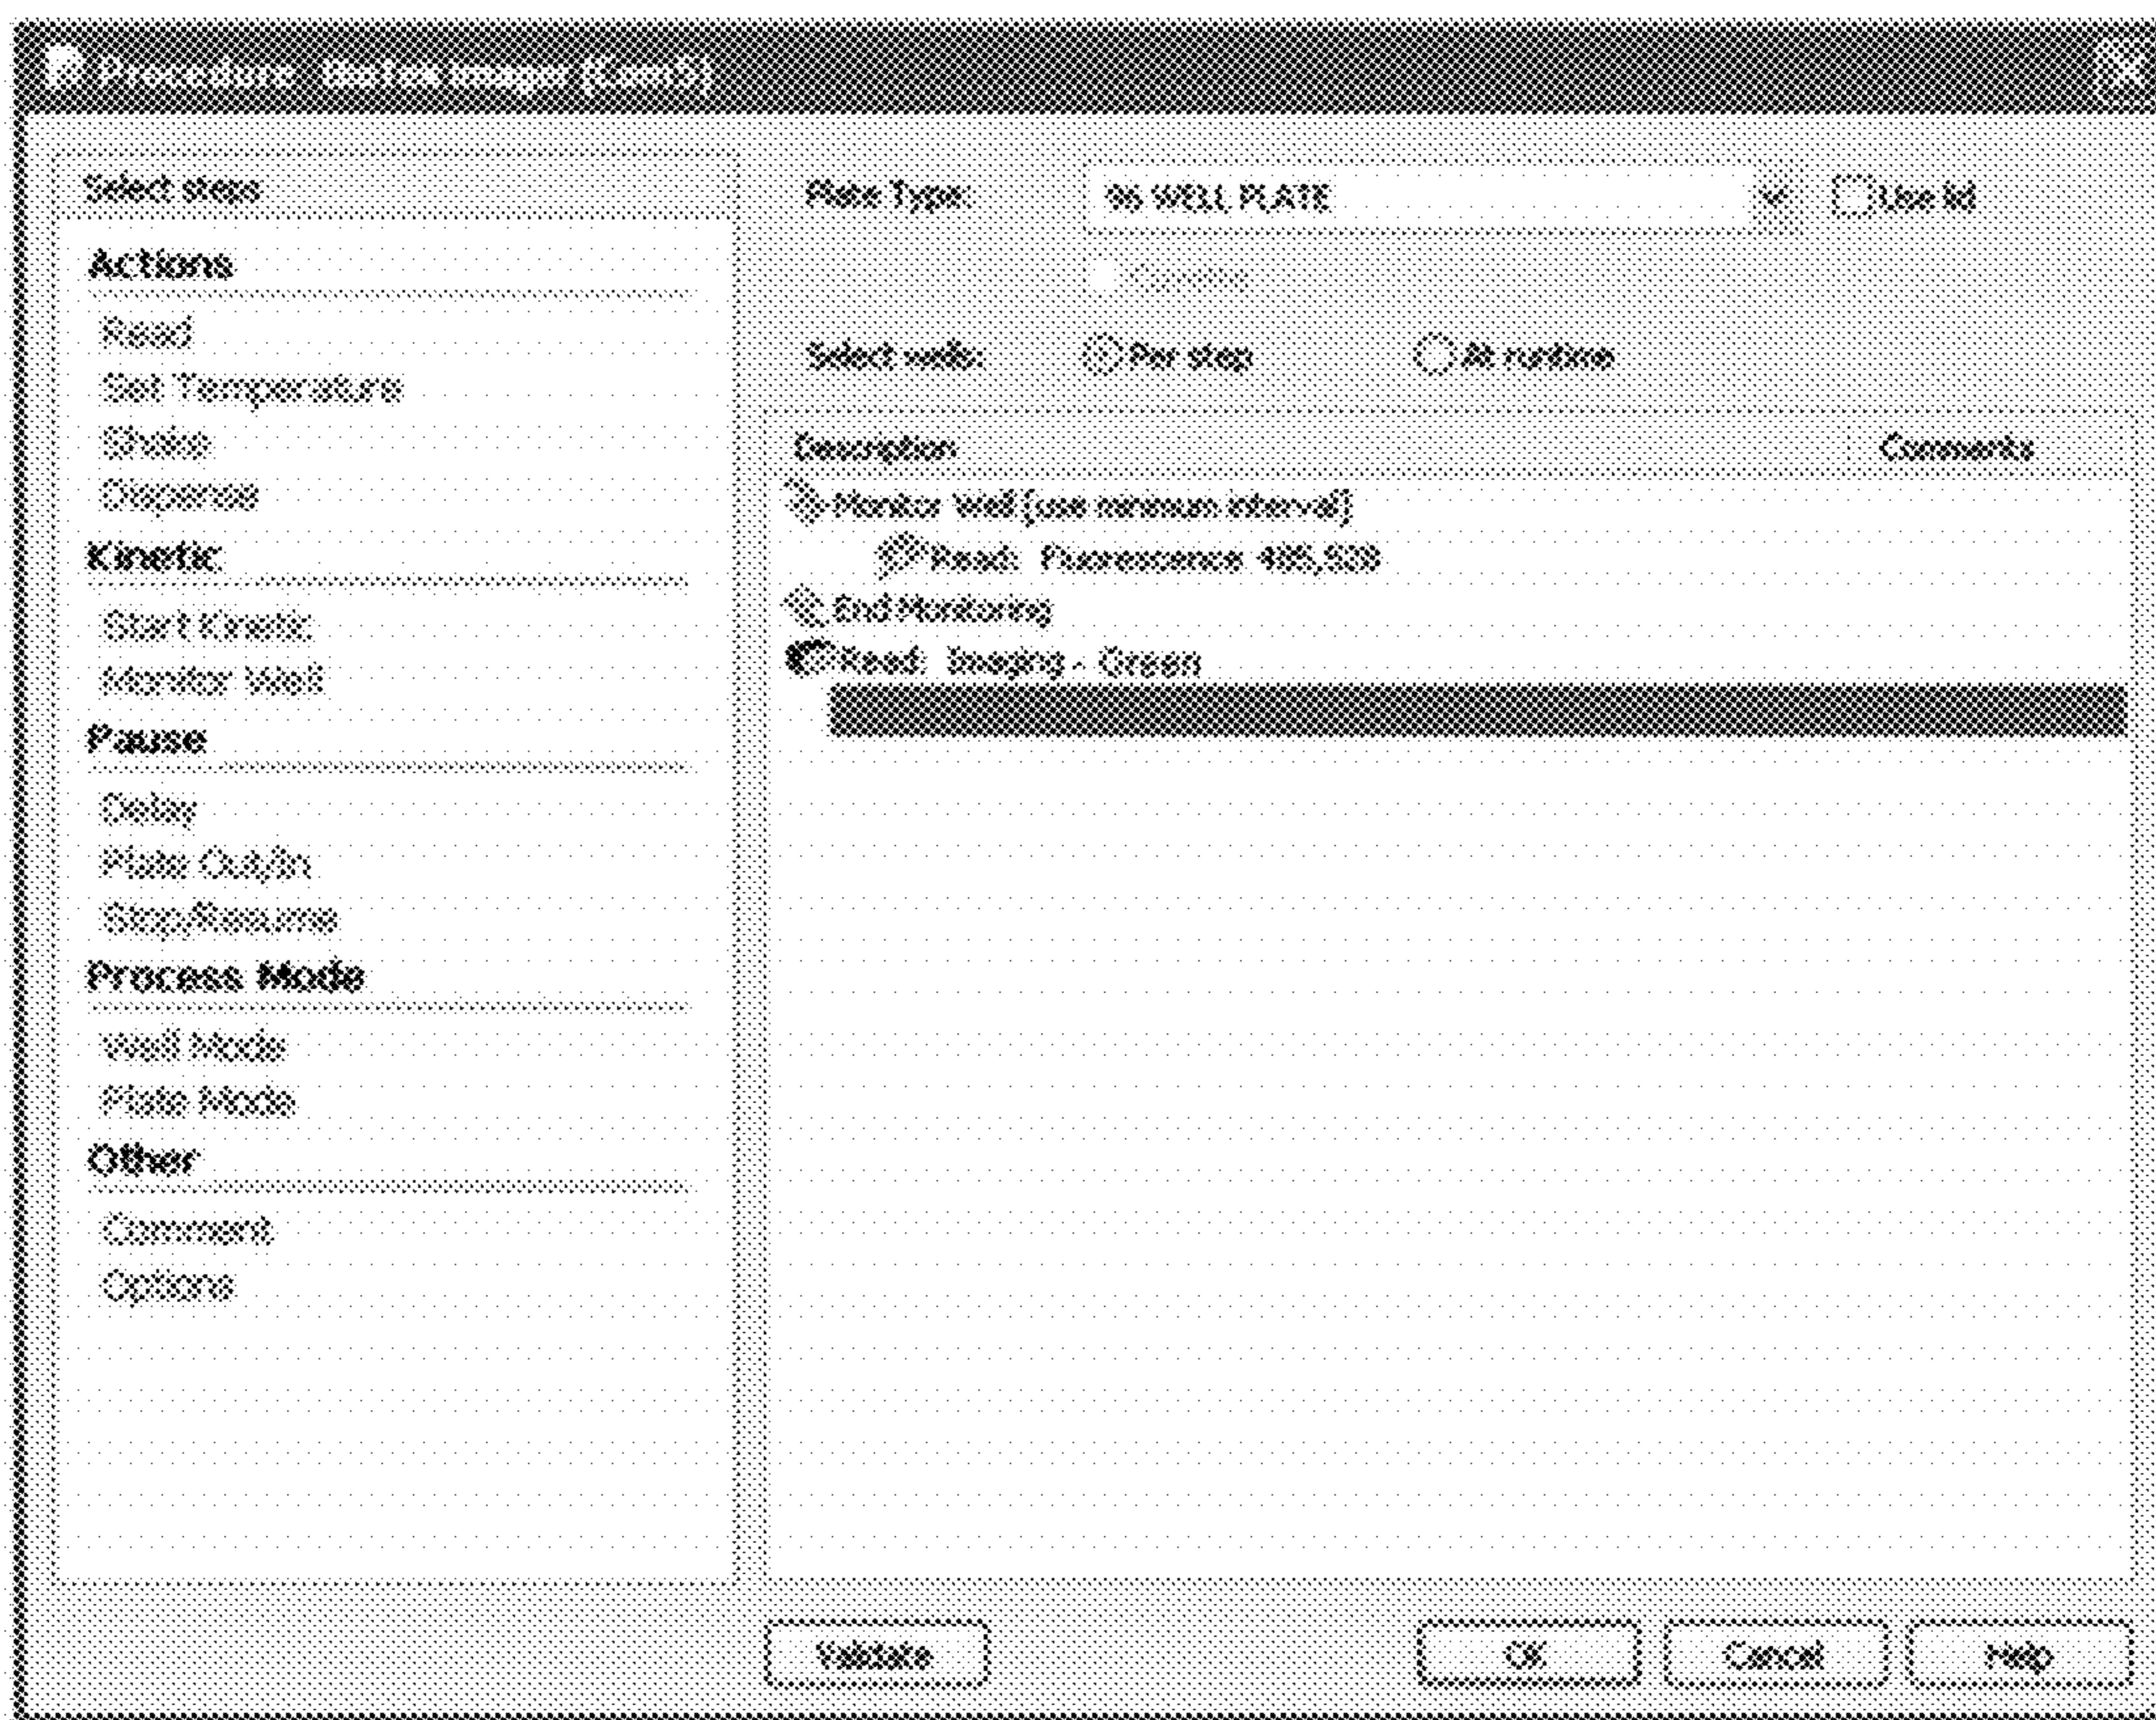 Procedure
Select steps
Actions
Read
Set Temperature
Shake
Dispense
Kinetic
Start Kinetic
Monitor Well
Pause
Delay
Plate Out/In
Stop/Resume
Process Mode
Well Mode
Plate Mode
Other
Comment
Options
Plate Type: 96 WELL PLATE Use lid
Select wells: Per step At runtime
Description Comments
Monitor Well [use minimum interval]
Read: Fluorescence 485,528
End Monitoring
Read: Imaging - Green
Validate OK Cancel Help